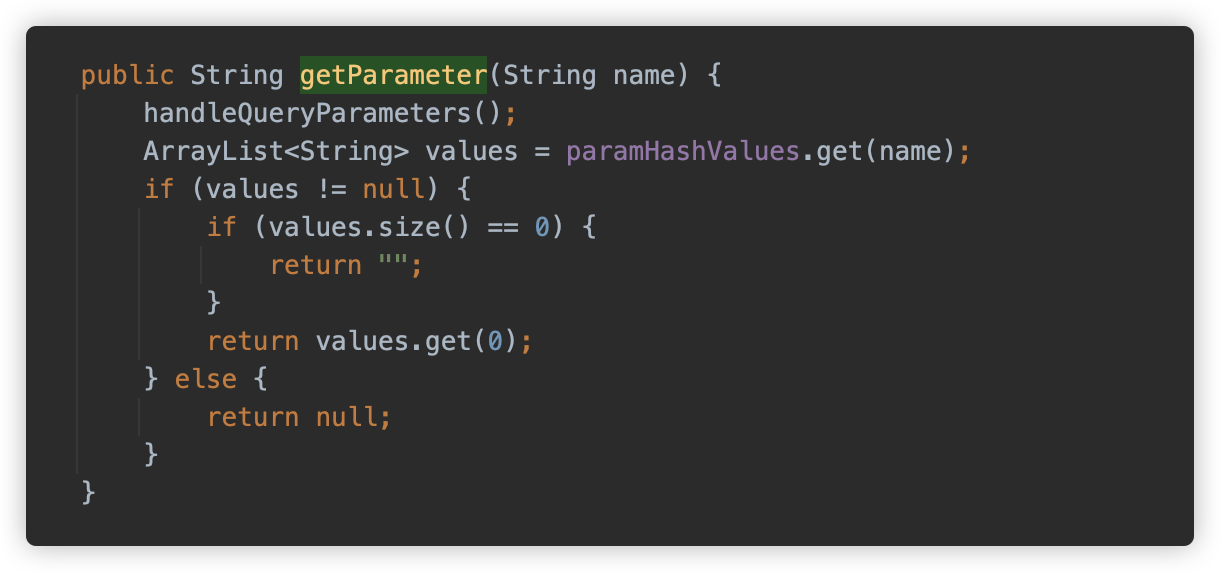 public String getParameter(String name) {
    handleQueryParameters();
    ArrayList<String> values = paramHashValues.get(name);
    if (values != null) {
        if (values.size() == 0) {
            return "";
        }
        return values.get(0);
    } else {
        return null;
    }
}